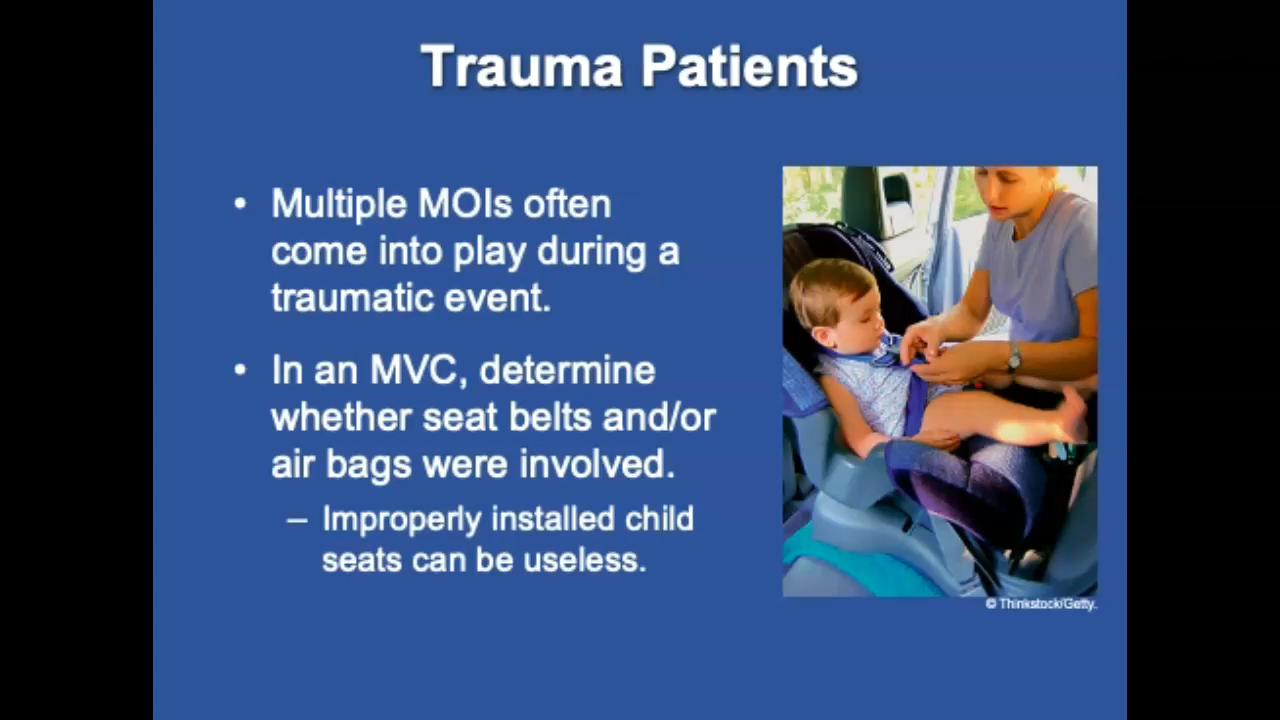 Trauma Patients
• Multiple MOIs often
come into play during a
traumatic event.
• In an MVC, determine
whether seat belts and/or
air bags were involved.
– Improperly installed child
seats can be useless.
© Thinkstock/Getty.